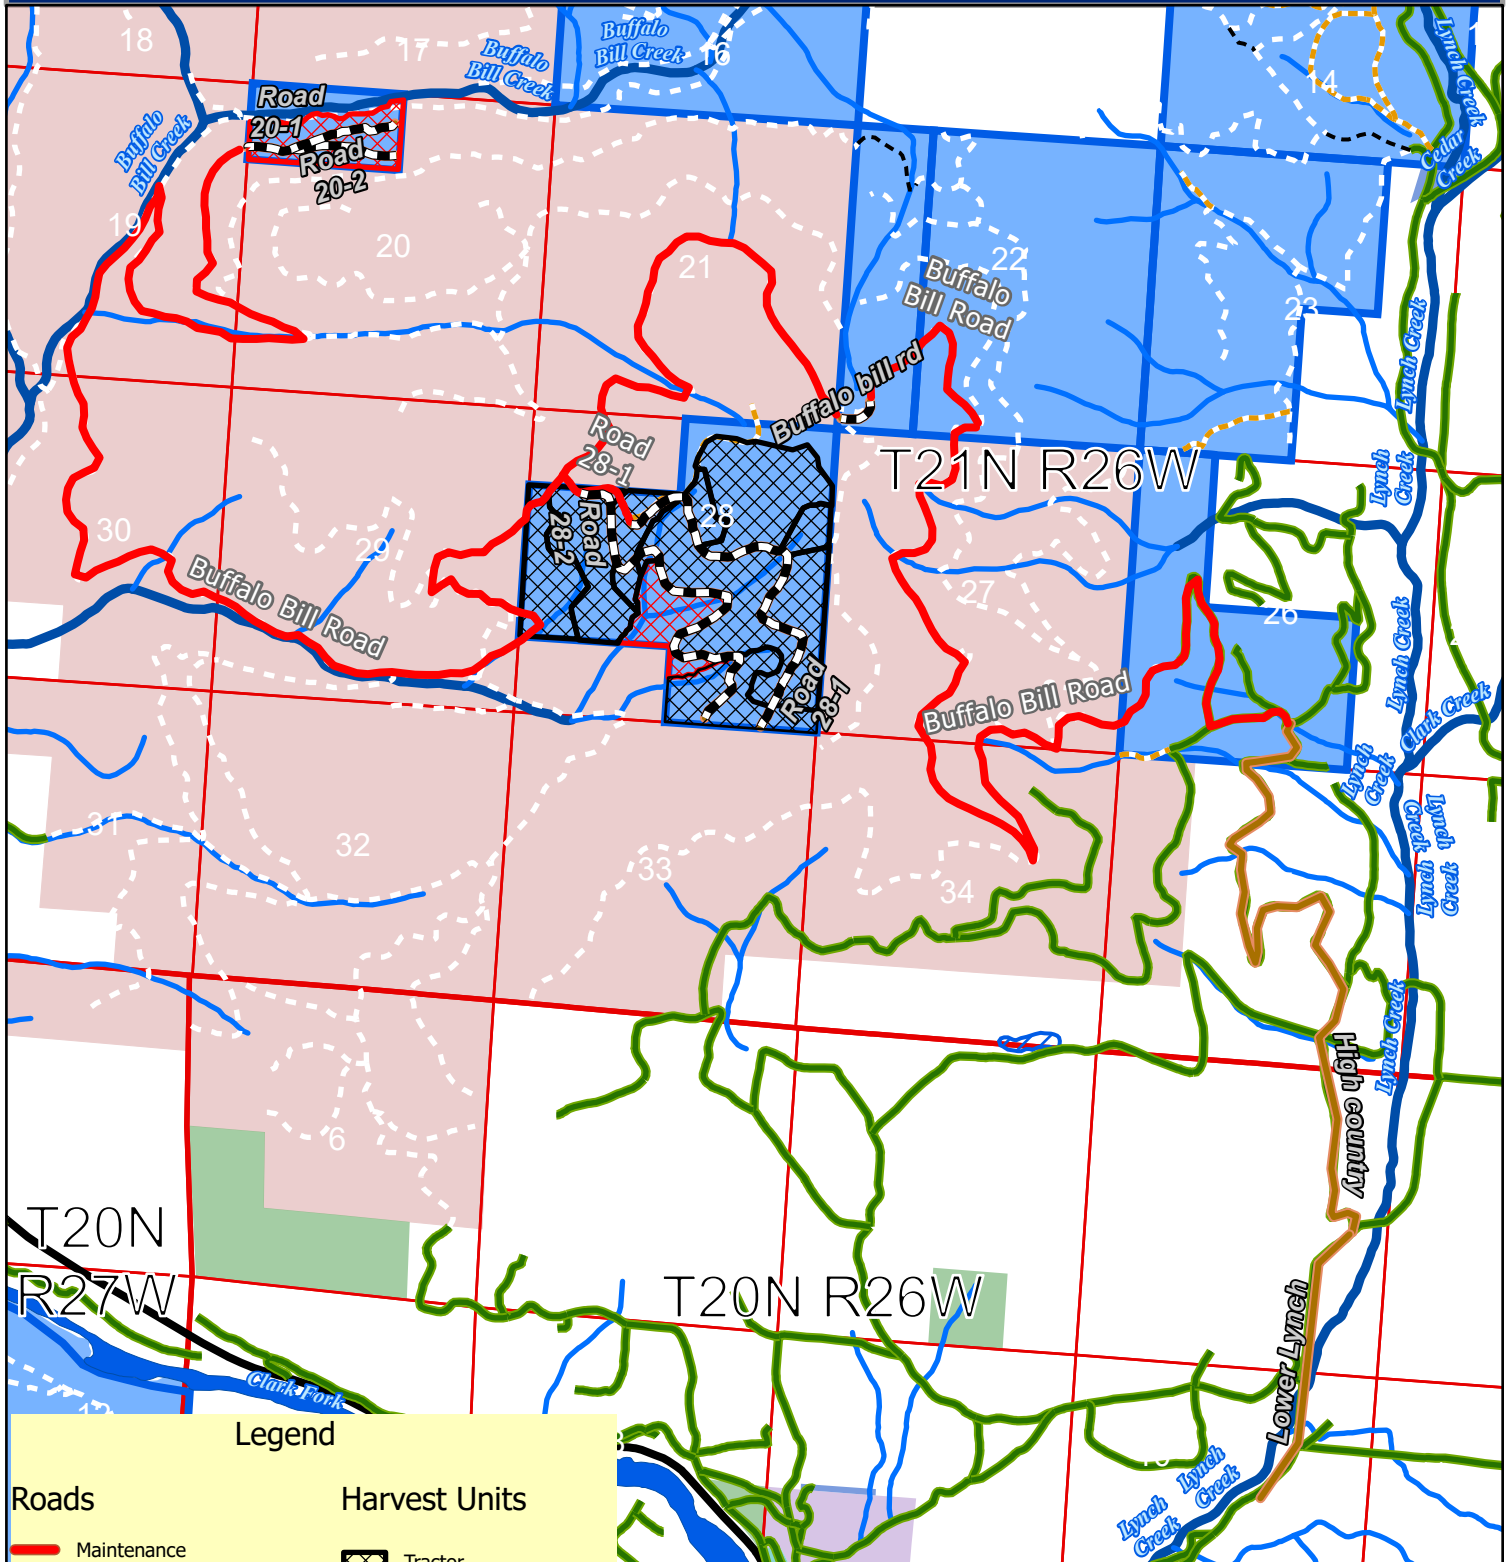 18
17
Buffalo
Bill Creek
Buffalo
Bill Creek
16
14
Lynch Creek
Road
20-1
Road
20-2
Buffalo
Bill Creek
Cedar
Creek
19
20
21
22
23
Buffalo
Bill Road
Buffalo bill rd
Lynch Creek
Road
28-1
T21N R26W
Lynch
Creek
30
29
28-2
Road
28
27
26
Buffalo Bill Road
Lynch Creek
Road
28-1
Buffalo Bill Road
Clark Creek
Lynch
Creek
Lynch
Creek
31
32
33
34
Lynch
Creek
High country
Lynch Creek
6
T20N
R27W
T20N R26W
Clark Fork
Lower Lynch
Lynch
Creek
Lynch
Creek
Legend
Roads
Harvest Units
Maintenance
Tractor